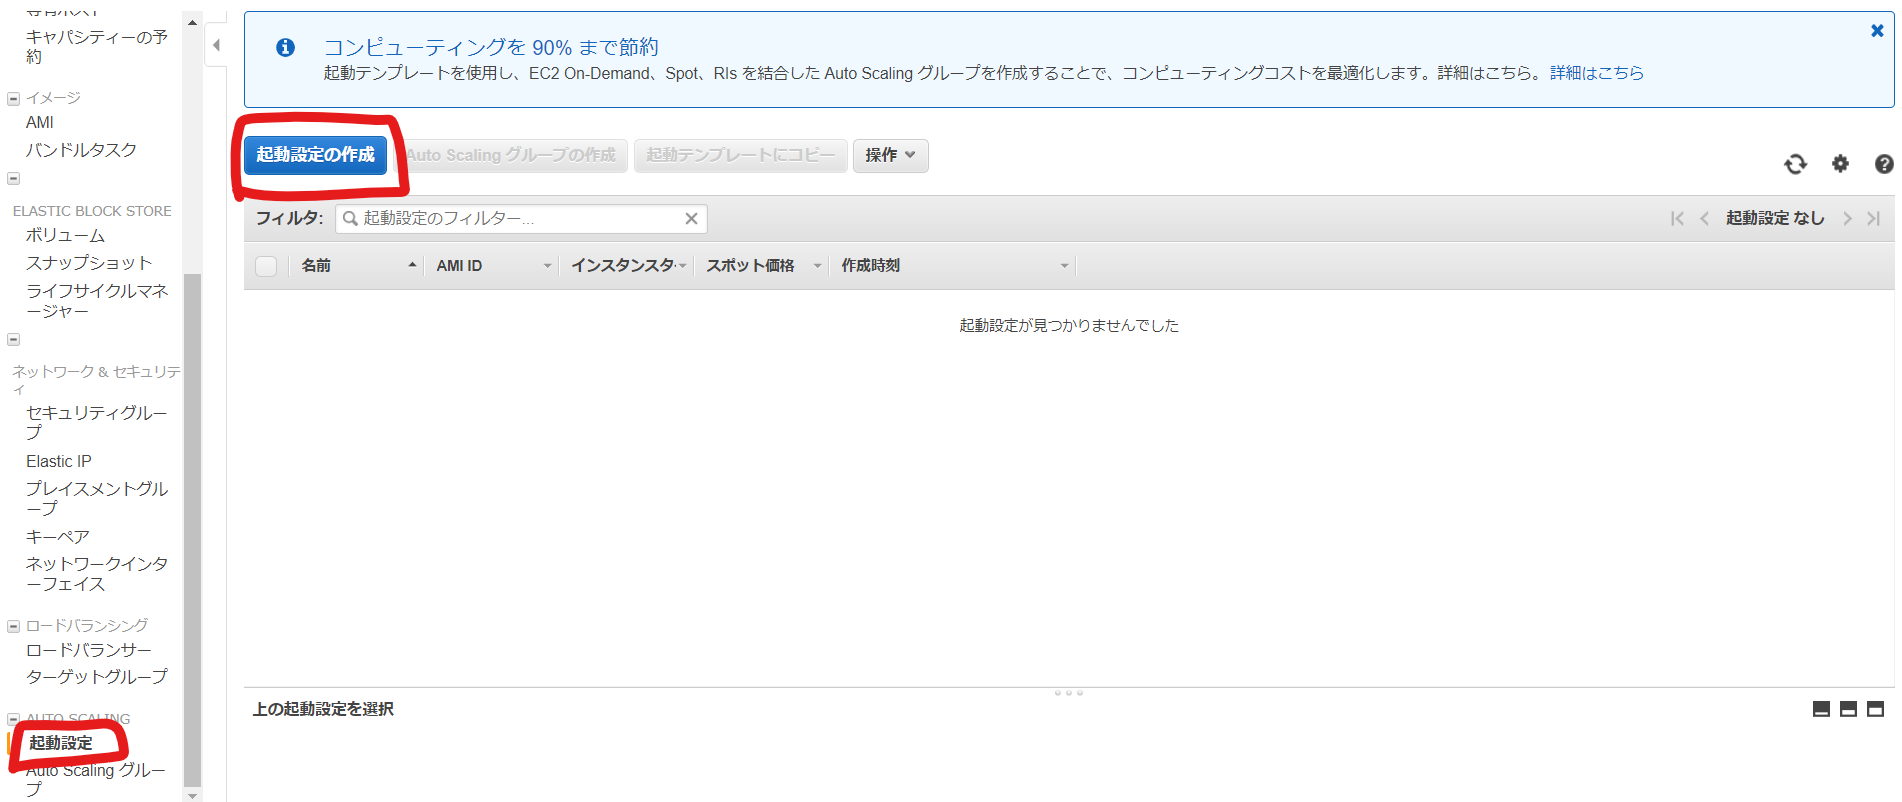 キャパシティーの予
約
イメージ
AMI
バンドルタスク
ELASTIC BLOCK STORE
ボリューム
スナップショット
ライフサイクルマネ
ージャー
ネットワーク & セキュリテ
ィ
セキュリティグルー
プ
Elastic IP
プレイスメントグル
ープ
キーペア
ネットワークインタ
ーフェイス
ロードバランシング
ロードバランサー
ターゲットグループ
AUTO SCALING
起動設定
Auto Scaling グルー
プ
コンピューティングを 90% まで節約
起動テンプレートを使用し、EC2 On-Demand、Spot、RIs を結合した Auto Scaling グループを作成することで、コンピューティングコストを最適化します。詳細はこちら。 詳細はこちら
起動設定の作成 Auto Scaling グループの作成 起動テンプレートにコピー 操作
フィルタ: 起動設定のフィルター... 起動設定 なし
名前 AMI ID インスタンスタ スポット価格 作成時刻
起動設定が見つかりませんでした
上の起動設定を選択